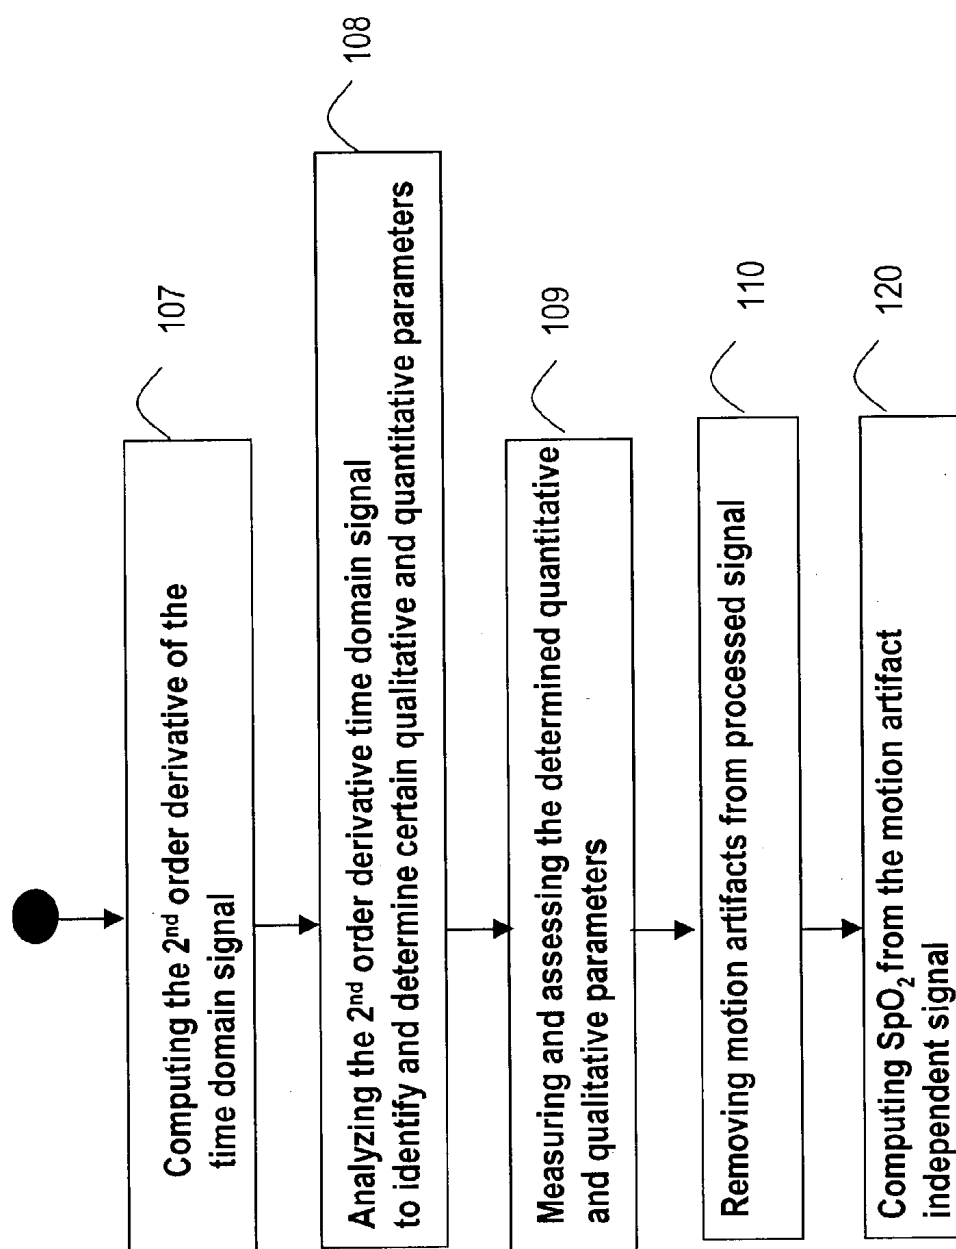 107
Computing the 2nd order derivative of the
time domain signal
108
Analyzing the 2nd order derivative time domain signal
to identify and determine certain qualitative and quantitative parameters
109
Measuring and assessing the determined quantitative
and qualitative parameters
110
Removing motion artifacts from processed signal
120
Computing SpO₂ from the motion artifact
independent signal